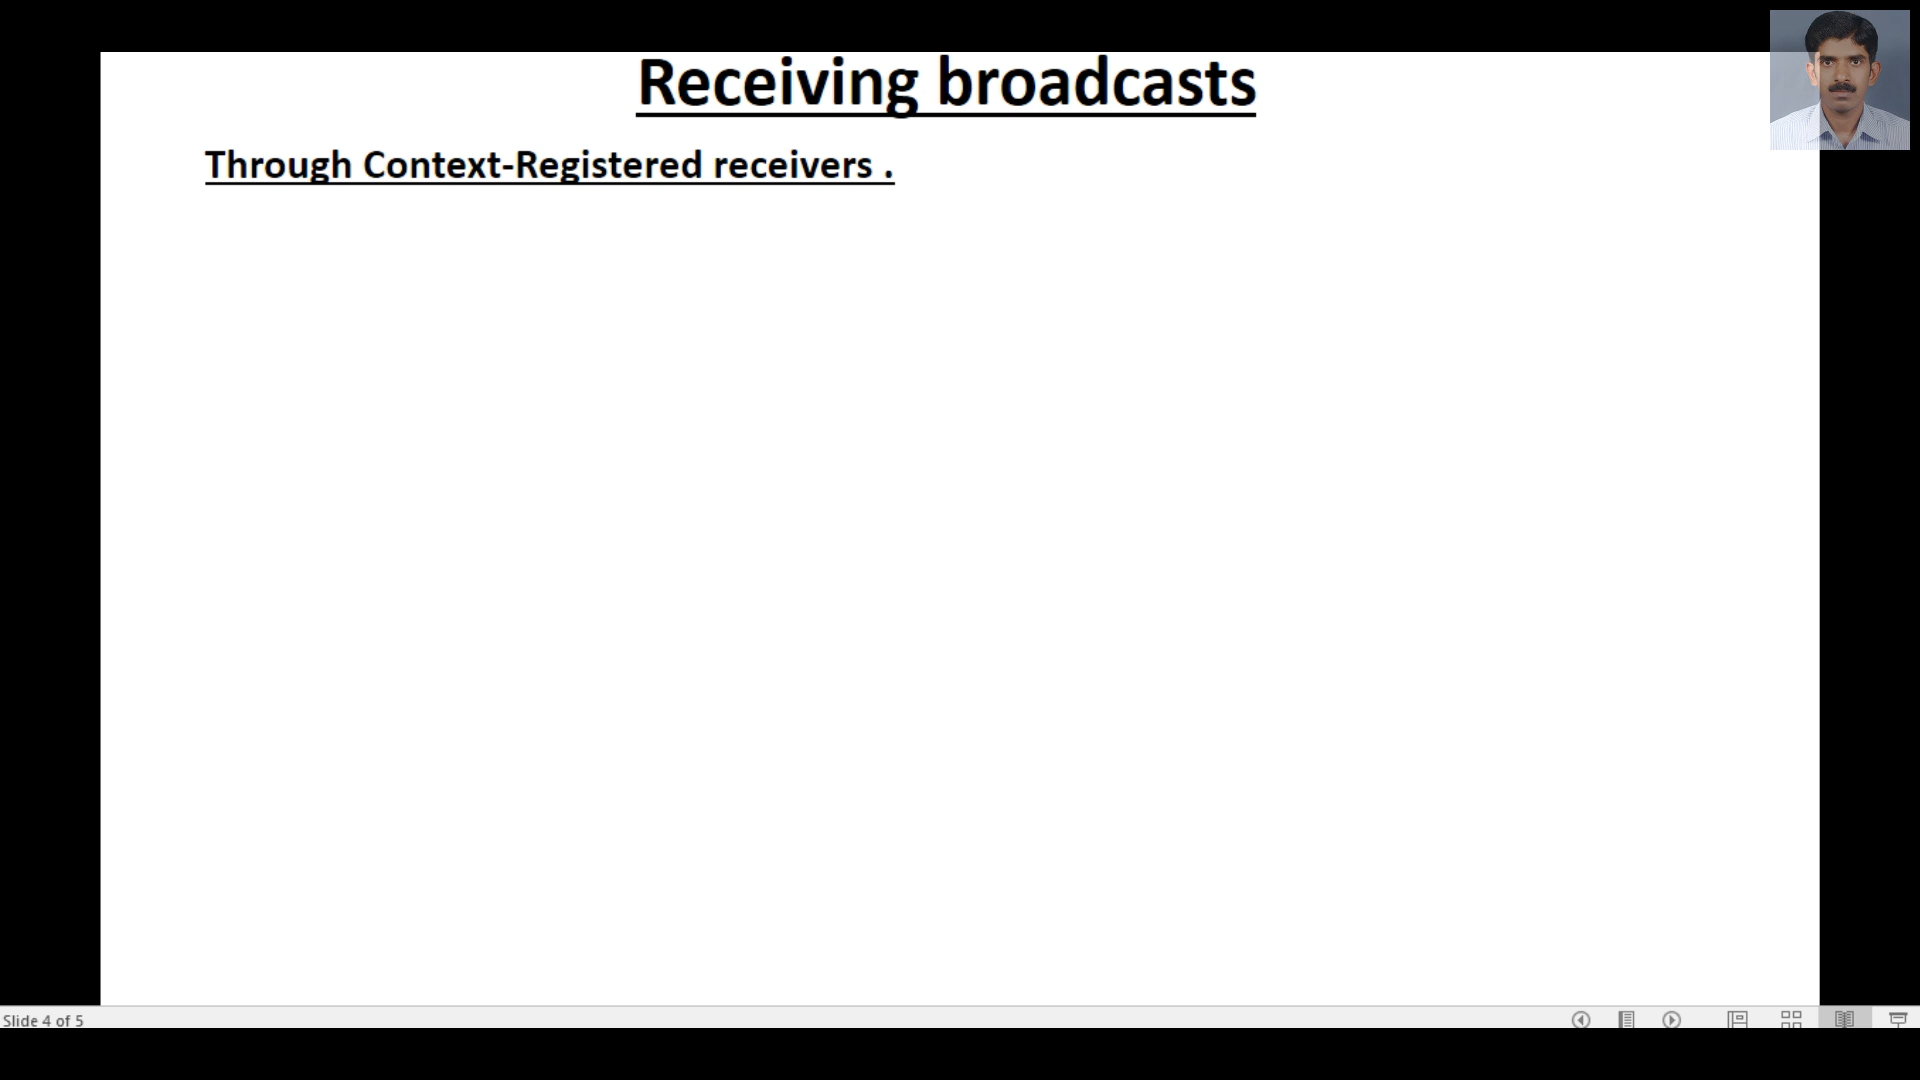 Receiving broadcasts
Through Context-Registered receivers .
Slide 4 of 5